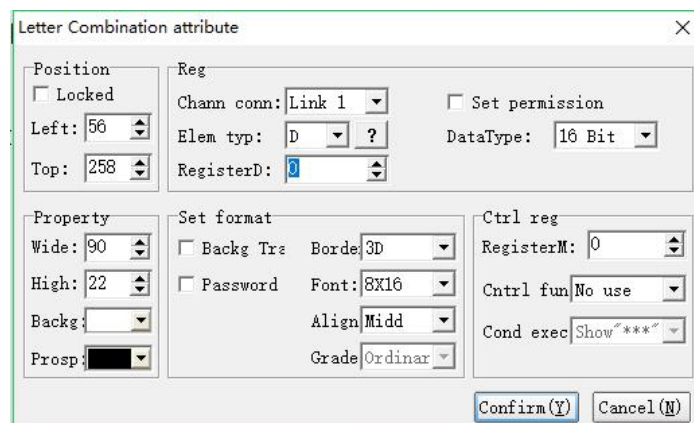 Letter Combination attribute
Position
Locked
Left: 56
Top: 258
Reg
Chann conn: Link 1
Set permission
Elem typ: D ?
DataType: 16 Bit
RegisterD: 0
Property
Wide: 90
High: 22
Backg:
Prosp:
Set format
Backg Tra
Borde: 3D
Password
Font: 8X16
Align Midd
Grade Ordinar
Ctrl reg
RegisterM: 0
Cntrl fun No use
Cond exec Show"***"
Confirm(Y)
Cancel(N)